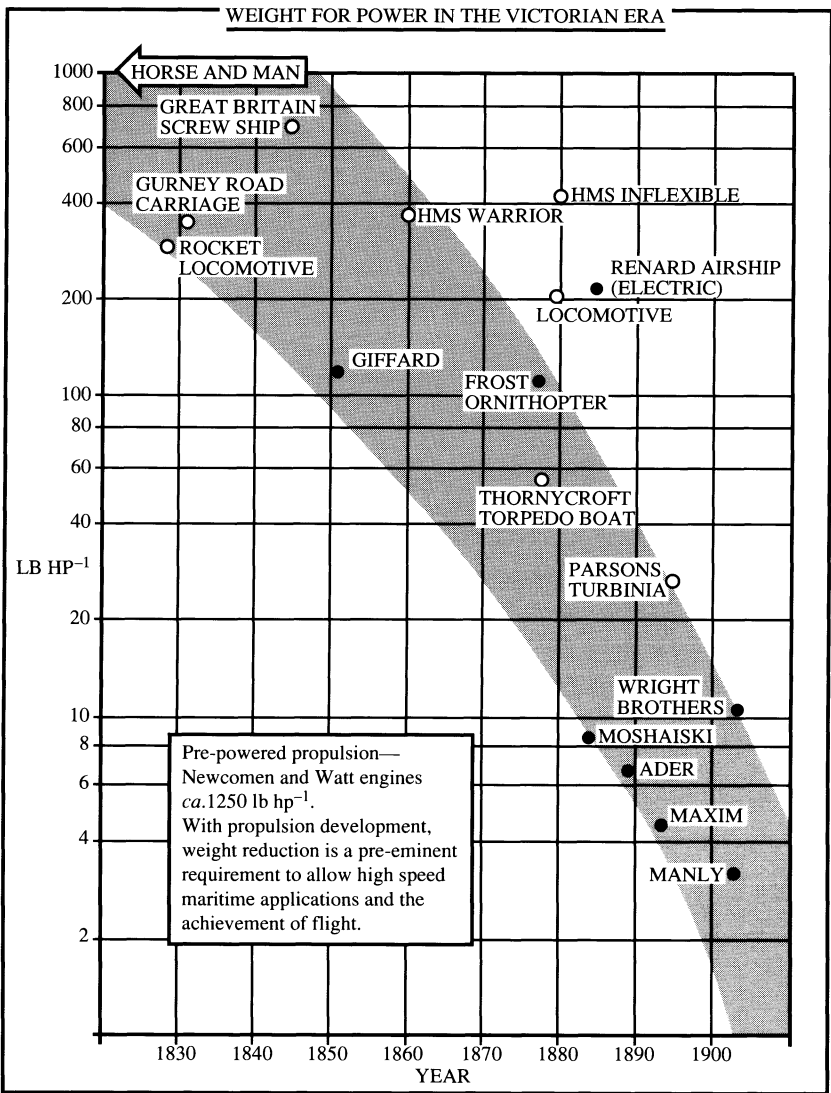 WEIGHT FOR POWER IN THE VICTORIAN ERA
1000
HORSE AND MAN
800
GREAT BRITAIN
SCREW SHIP
600
GURNEY ROAD
CARRIAGE
400
HMS INFLEXIBLE
HMS WARRIOR
ROCKET
LOCOMOTIVE
RENARD AIRSHIP
(ELECTRIC)
200
LOCOMOTIVE
GIFFARD
FROST
ORNITHOPTER
100
80
60
THORNYCROFT
TORPEDO BOAT
40
LB HP⁻¹
PARSONS
TURBINIA
20
WRIGHT
BROTHERS
10
MOSHAISKI
8
ADER
6
MAXIM
4
MANLY
2
Pre-powered propulsion—
Newcomen and Watt engines
ca.1250 lb hp⁻¹.
With propulsion development,
weight reduction is a pre-eminent
requirement to allow high speed
maritime applications and the
achievement of flight.
1830 1840 1850 1860 1870 1880 1890 1900
YEAR